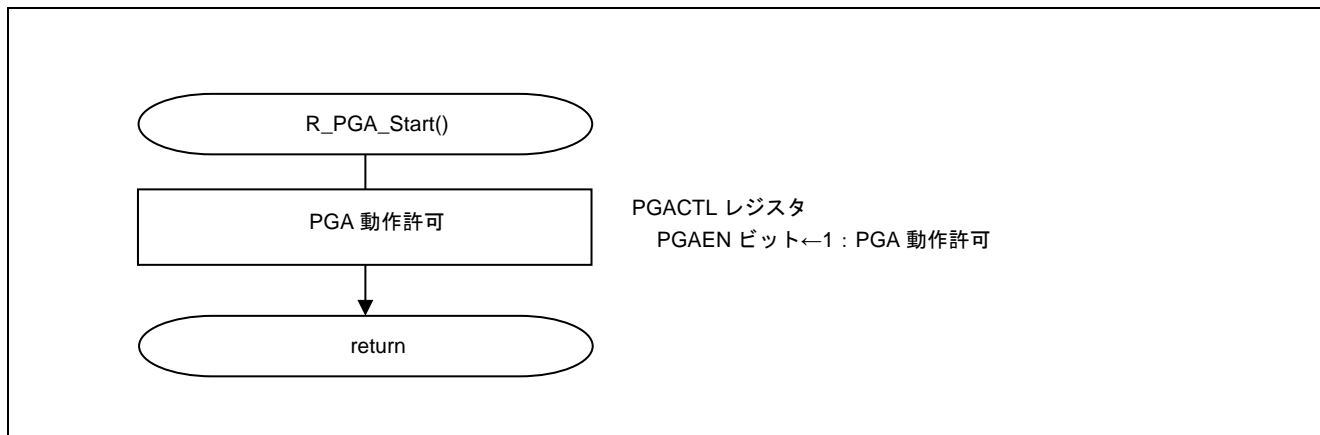 R_PGA_Start()
PGA 動作許可
PGACTL レジスタ
PGAEN ビット←1：PGA 動作許可
return